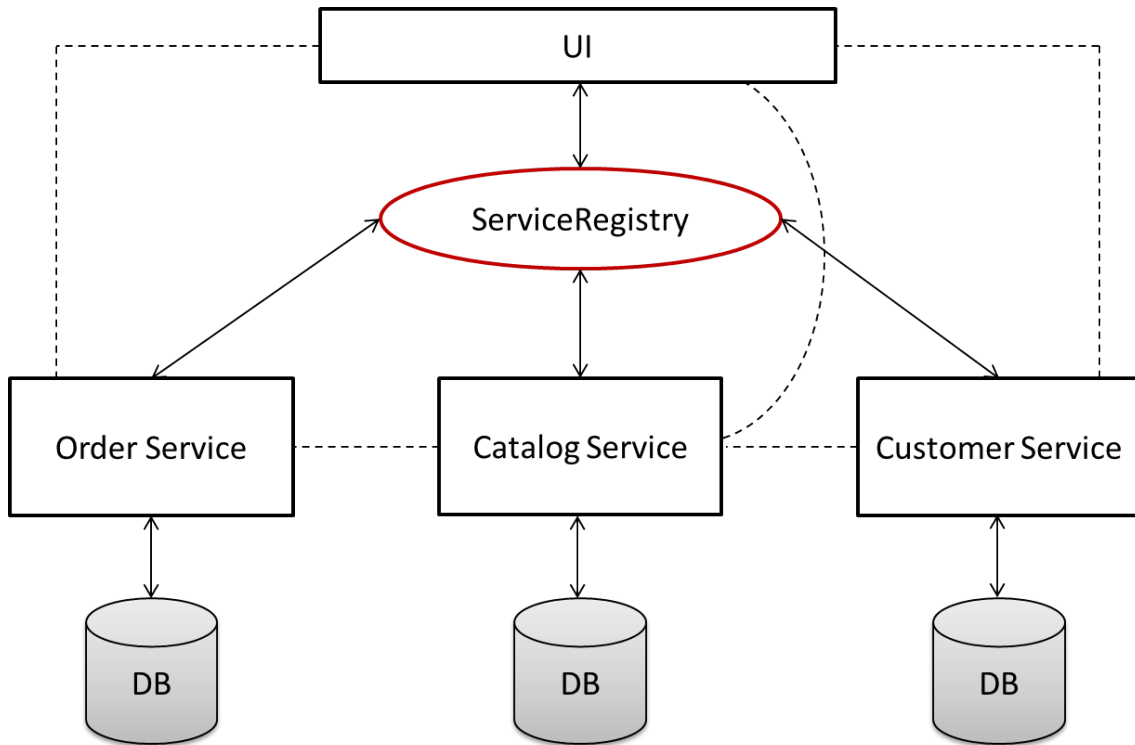 UI
ServiceRegistry
Order Service
Catalog Service
Customer Service
DB
DB
DB